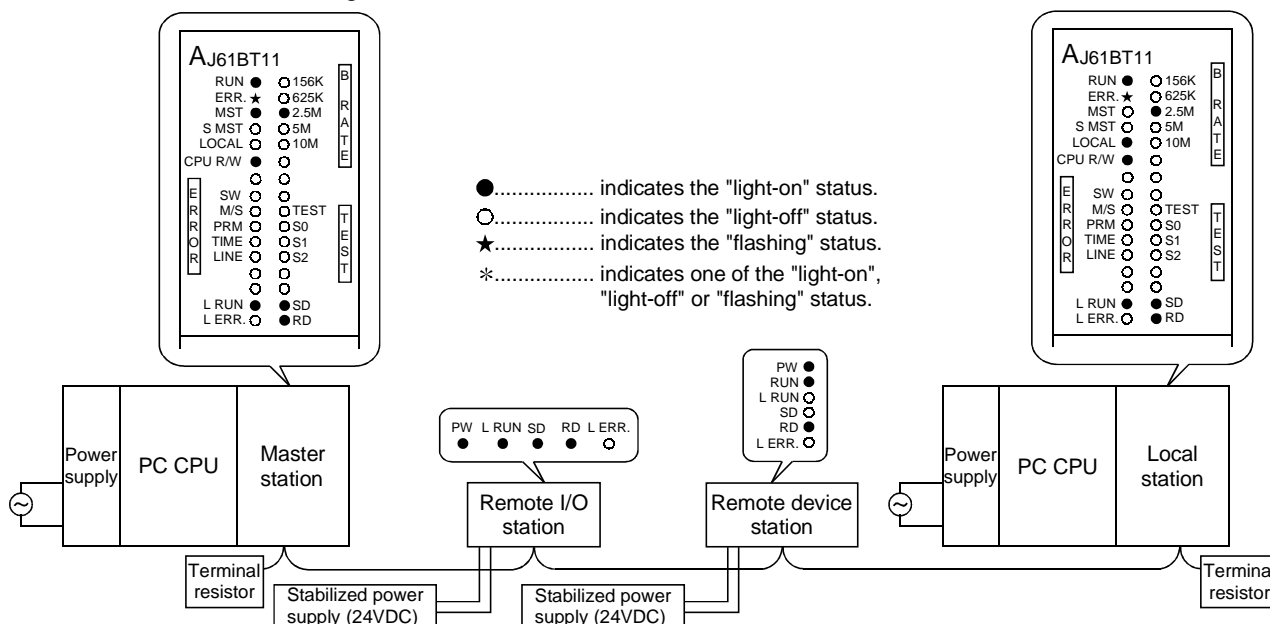 AJ61BT11
RUN ● ○ 156K
ERR. ★ ○ 625K
MST ● ● 2.5M
S MST ○ ○ 5M
LOCAL ○ ○ 10M
CPU R/W ● ○
○ ○
SW ○ ○
M/S ○ ○ TEST
PRM ○ ○ S0
TIME ○ ○ S1
LINE ○ ○ S2
○ ○
○ ○
L RUN ● ● SD
L ERR. ○ ● RD
B RATE
ERROR
TEST
●................. indicates the "light-on" status.
○................. indicates the "light-off" status.
★................. indicates the "flashing" status.
*................. indicates one of the "light-on",
"light-off" or "flashing" status.
AJ61BT11
RUN ● ○ 156K
ERR. ★ ○ 625K
MST ○ ● 2.5M
S MST ○ ○ 5M
LOCAL ● ○ 10M
CPU R/W ● ○
○ ○
SW ○ ○
M/S ○ ○ TEST
PRM ○ ○ S0
TIME ○ ○ S1
LINE ○ ○ S2
○ ○
○ ○
L RUN ● ● SD
L ERR. ○ ● RD
B RATE
ERROR
TEST
PW L RUN SD RD L ERR.
● ● ● ● ○
PW ●
RUN ●
L RUN ○
SD ○
RD ●
L ERR. ○
Power
supply
PC CPU
Master
station
Remote I/O
station
Remote device
station
Power
supply
PC CPU
Local
station
Terminal
resistor
Stabilized power
supply (24VDC)
Stabilized power
supply (24VDC)
Termina
resistor